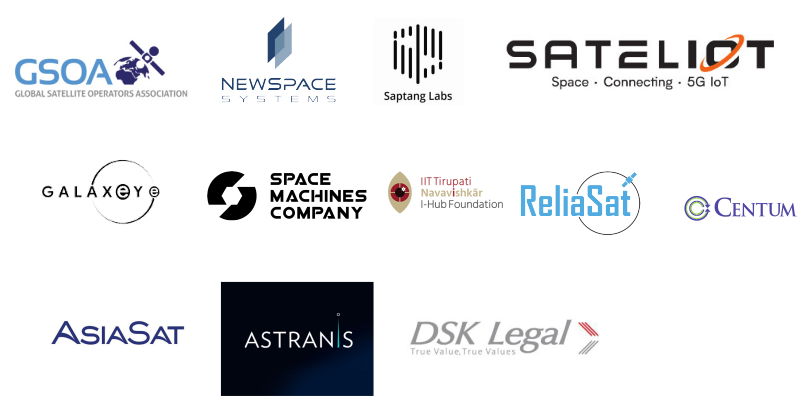 GSOA
GLOBAL SATELLITE OPERATORS ASSOCIATION
NEWSPACE
SYSTEMS
Saptang Labs
SATELIOT
Space · Connecting · 5G IoT
GALAXEYE
SPACE
MACHINES
COMPANY
IIT Tirupati
Navavishkār
I-Hub Foundation
ReliaSat
CENTUM
ASIASAT
ASTRANIS
DSK Legal
True Value, True Values